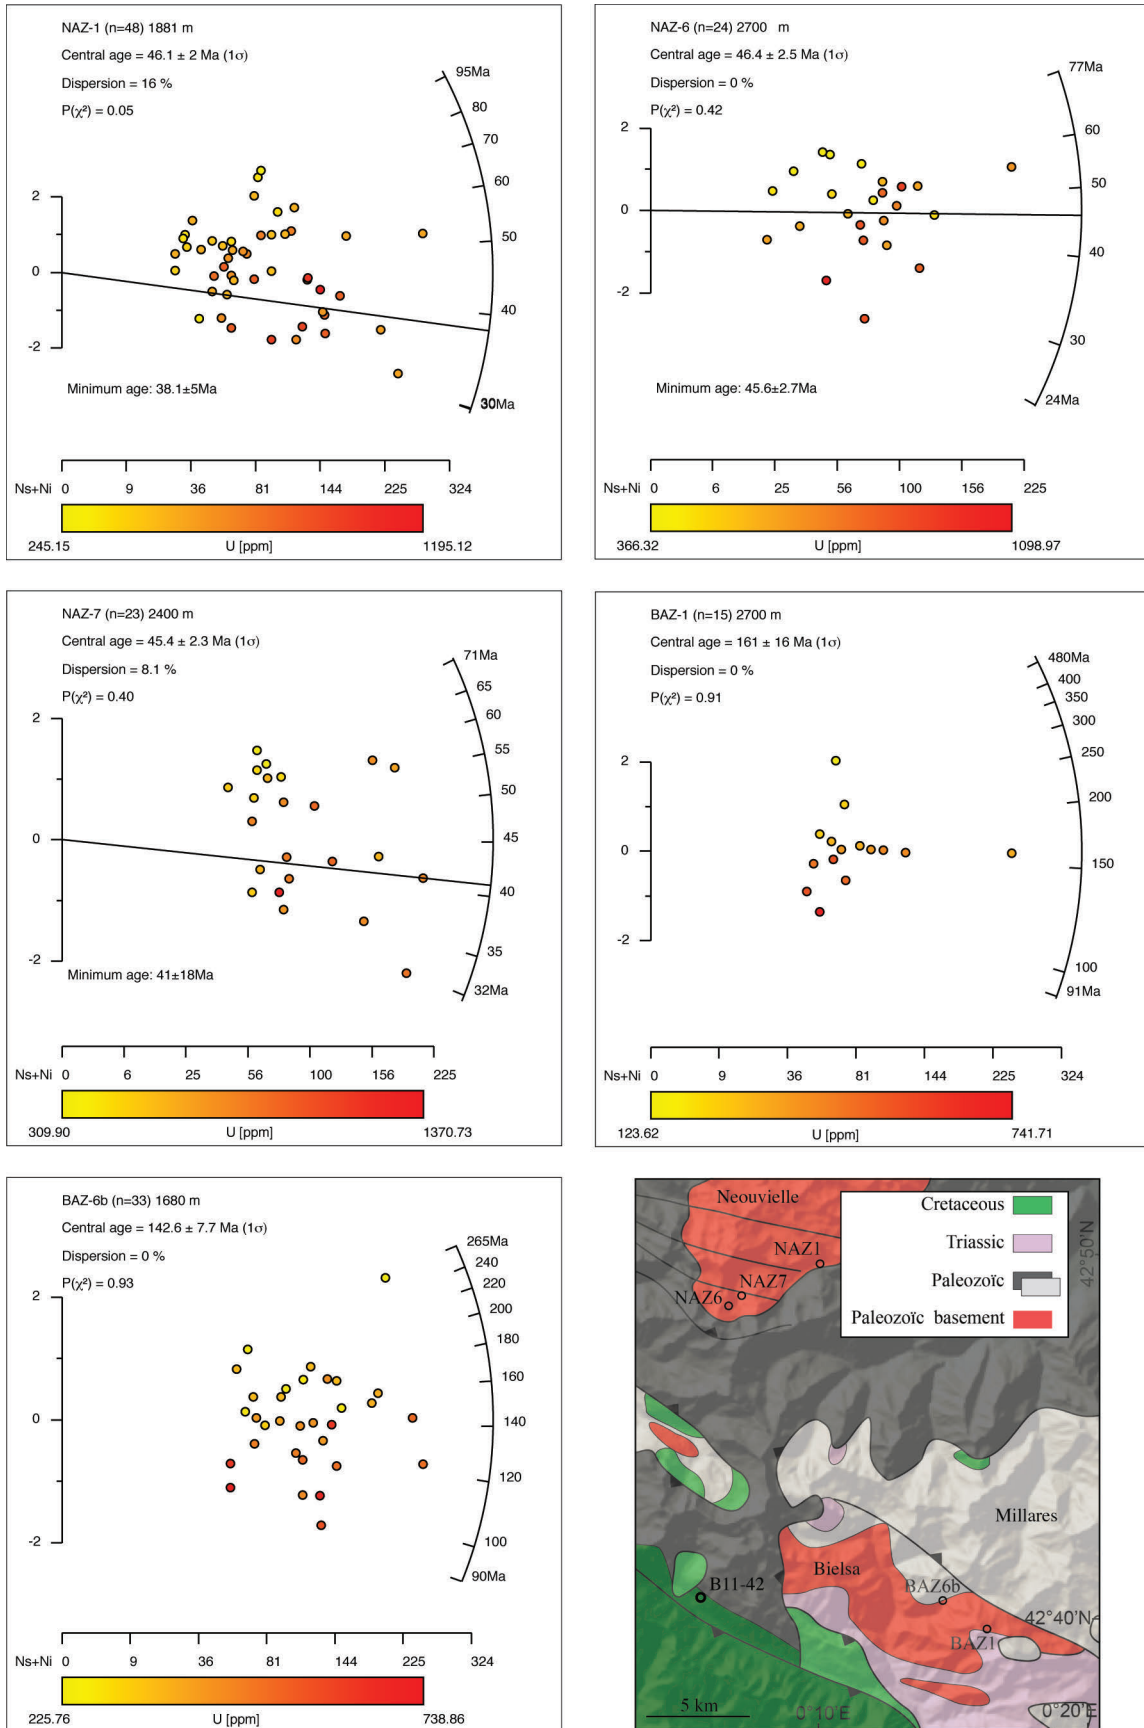 NAZ-1 (n=48) 1881 m
Central age = 46.1 ± 2 Ma (1σ)
Dispersion = 16 %
P(χ²) = 0.05
95Ma
80
70
60
50
40
30
30Ma
2
0
-2
Minimum age: 38.1±5Ma
Ns+Ni 0 9 36 81 144 225 324
245.15 U [ppm] 1195.12
NAZ-6 (n=24) 2700 m
Central age = 46.4 ± 2.5 Ma (1σ)
Dispersion = 0 %
P(χ²) = 0.42
77Ma
60
50
40
30
24Ma
2
0
-2
Minimum age: 45.6±2.7Ma
Ns+Ni 0 6 25 56 100 156 225
366.32 U [ppm] 1098.97
NAZ-7 (n=23) 2400 m
Central age = 45.4 ± 2.3 Ma (1σ)
Dispersion = 8.1 %
P(χ²) = 0.40
71Ma
65
60
55
50
45
40
35
32Ma
2
0
-2
Minimum age: 41±18Ma
Ns+Ni 0 6 25 56 100 156 225
309.90 U [ppm] 1370.73
BAZ-1 (n=15) 2700 m
Central age = 161 ± 16 Ma (1σ)
Dispersion = 0 %
P(χ²) = 0.91
480Ma
400
350
300
250
200
150
100
91Ma
2
0
-2
Ns+Ni 0 9 36 81 144 225 324
123.62 U [ppm] 741.71
BAZ-6b (n=33) 1680 m
Central age = 142.6 ± 7.7 Ma (1σ)
Dispersion = 0 %
P(χ²) = 0.93
265Ma
240
220
200
180
160
140
120
100
90Ma
2
0
-2
Ns+Ni 0 9 36 81 144 225 324
225.76 U [ppm] 738.86
Neouvielle
Cretaceous
Triassic
Paleozoïc
Paleozoïc basement
42°50'N
NAZ1
NAZ7
NAZ6
Millares
Bielsa
B11-42
BAZ6b
42°40'N
BAZ1
5 km
0°10'E
0°20'E